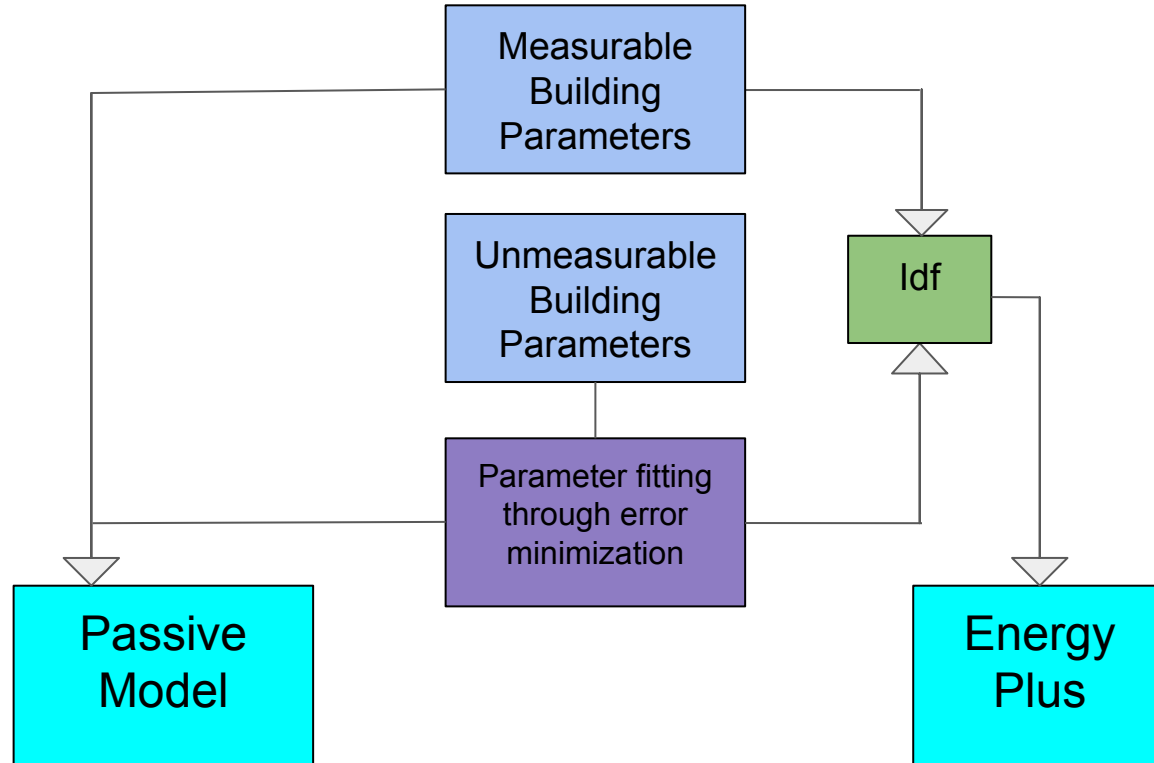 Measurable
Building
Parameters
Unmeasurable
Building
Parameters
Idf
Parameter fitting
through error
minimization
Passive
Model
Energy
Plus